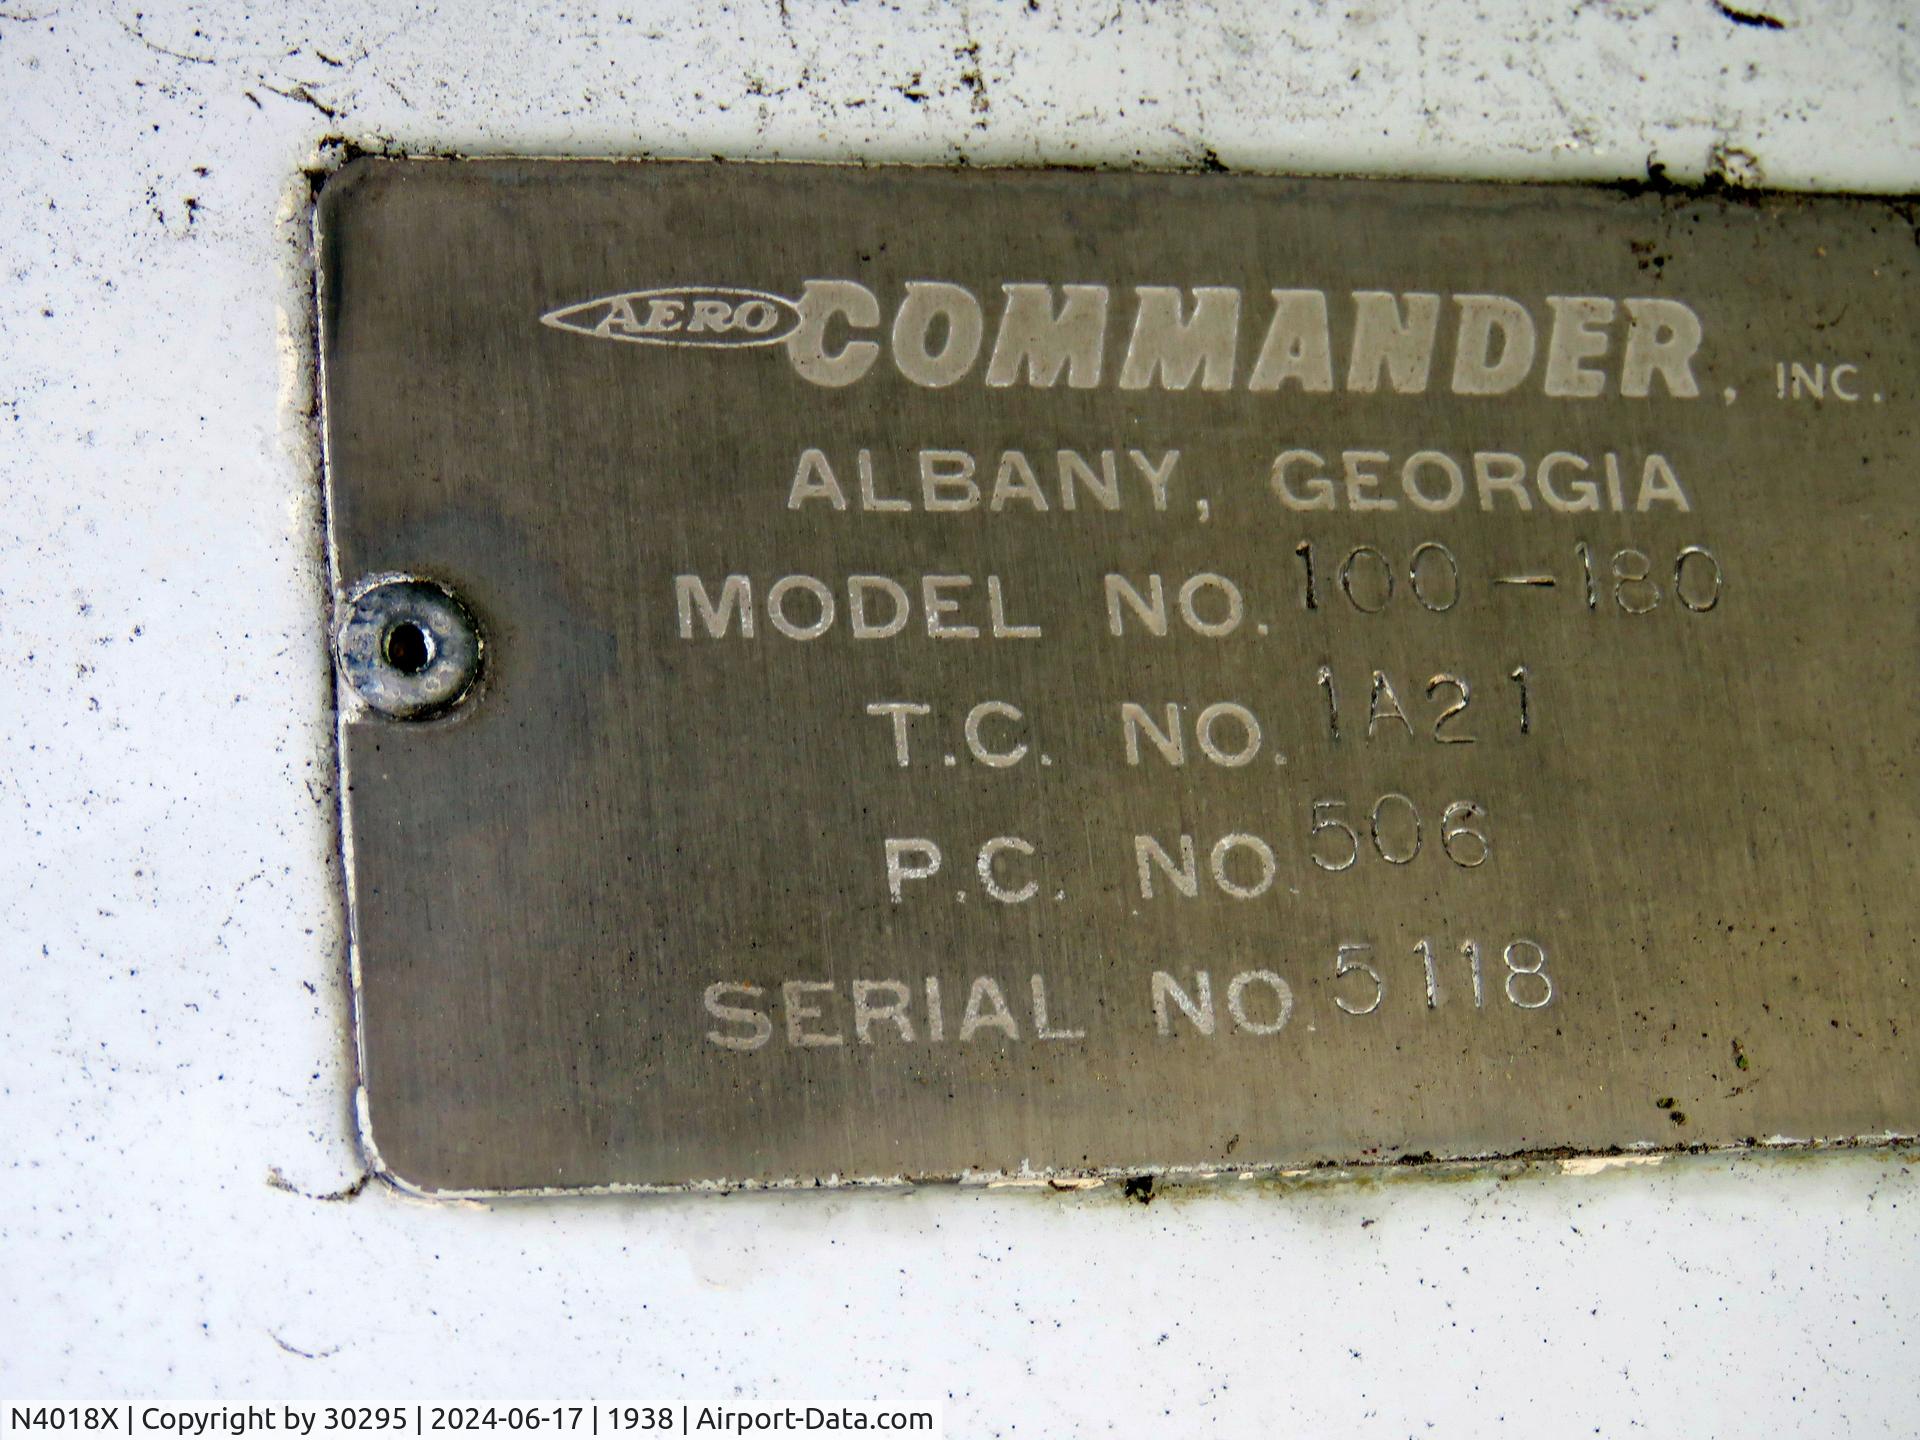 AERO COMMANDER, INC.
ALBANY, GEORGIA
MODEL NO. 100-180
T.C. NO. 1A21
P.C. NO. 506
SERIAL NO. 5118
N4018X | Copyright by 30295 | 2024-06-17 | 1938 | Airport-Data.com